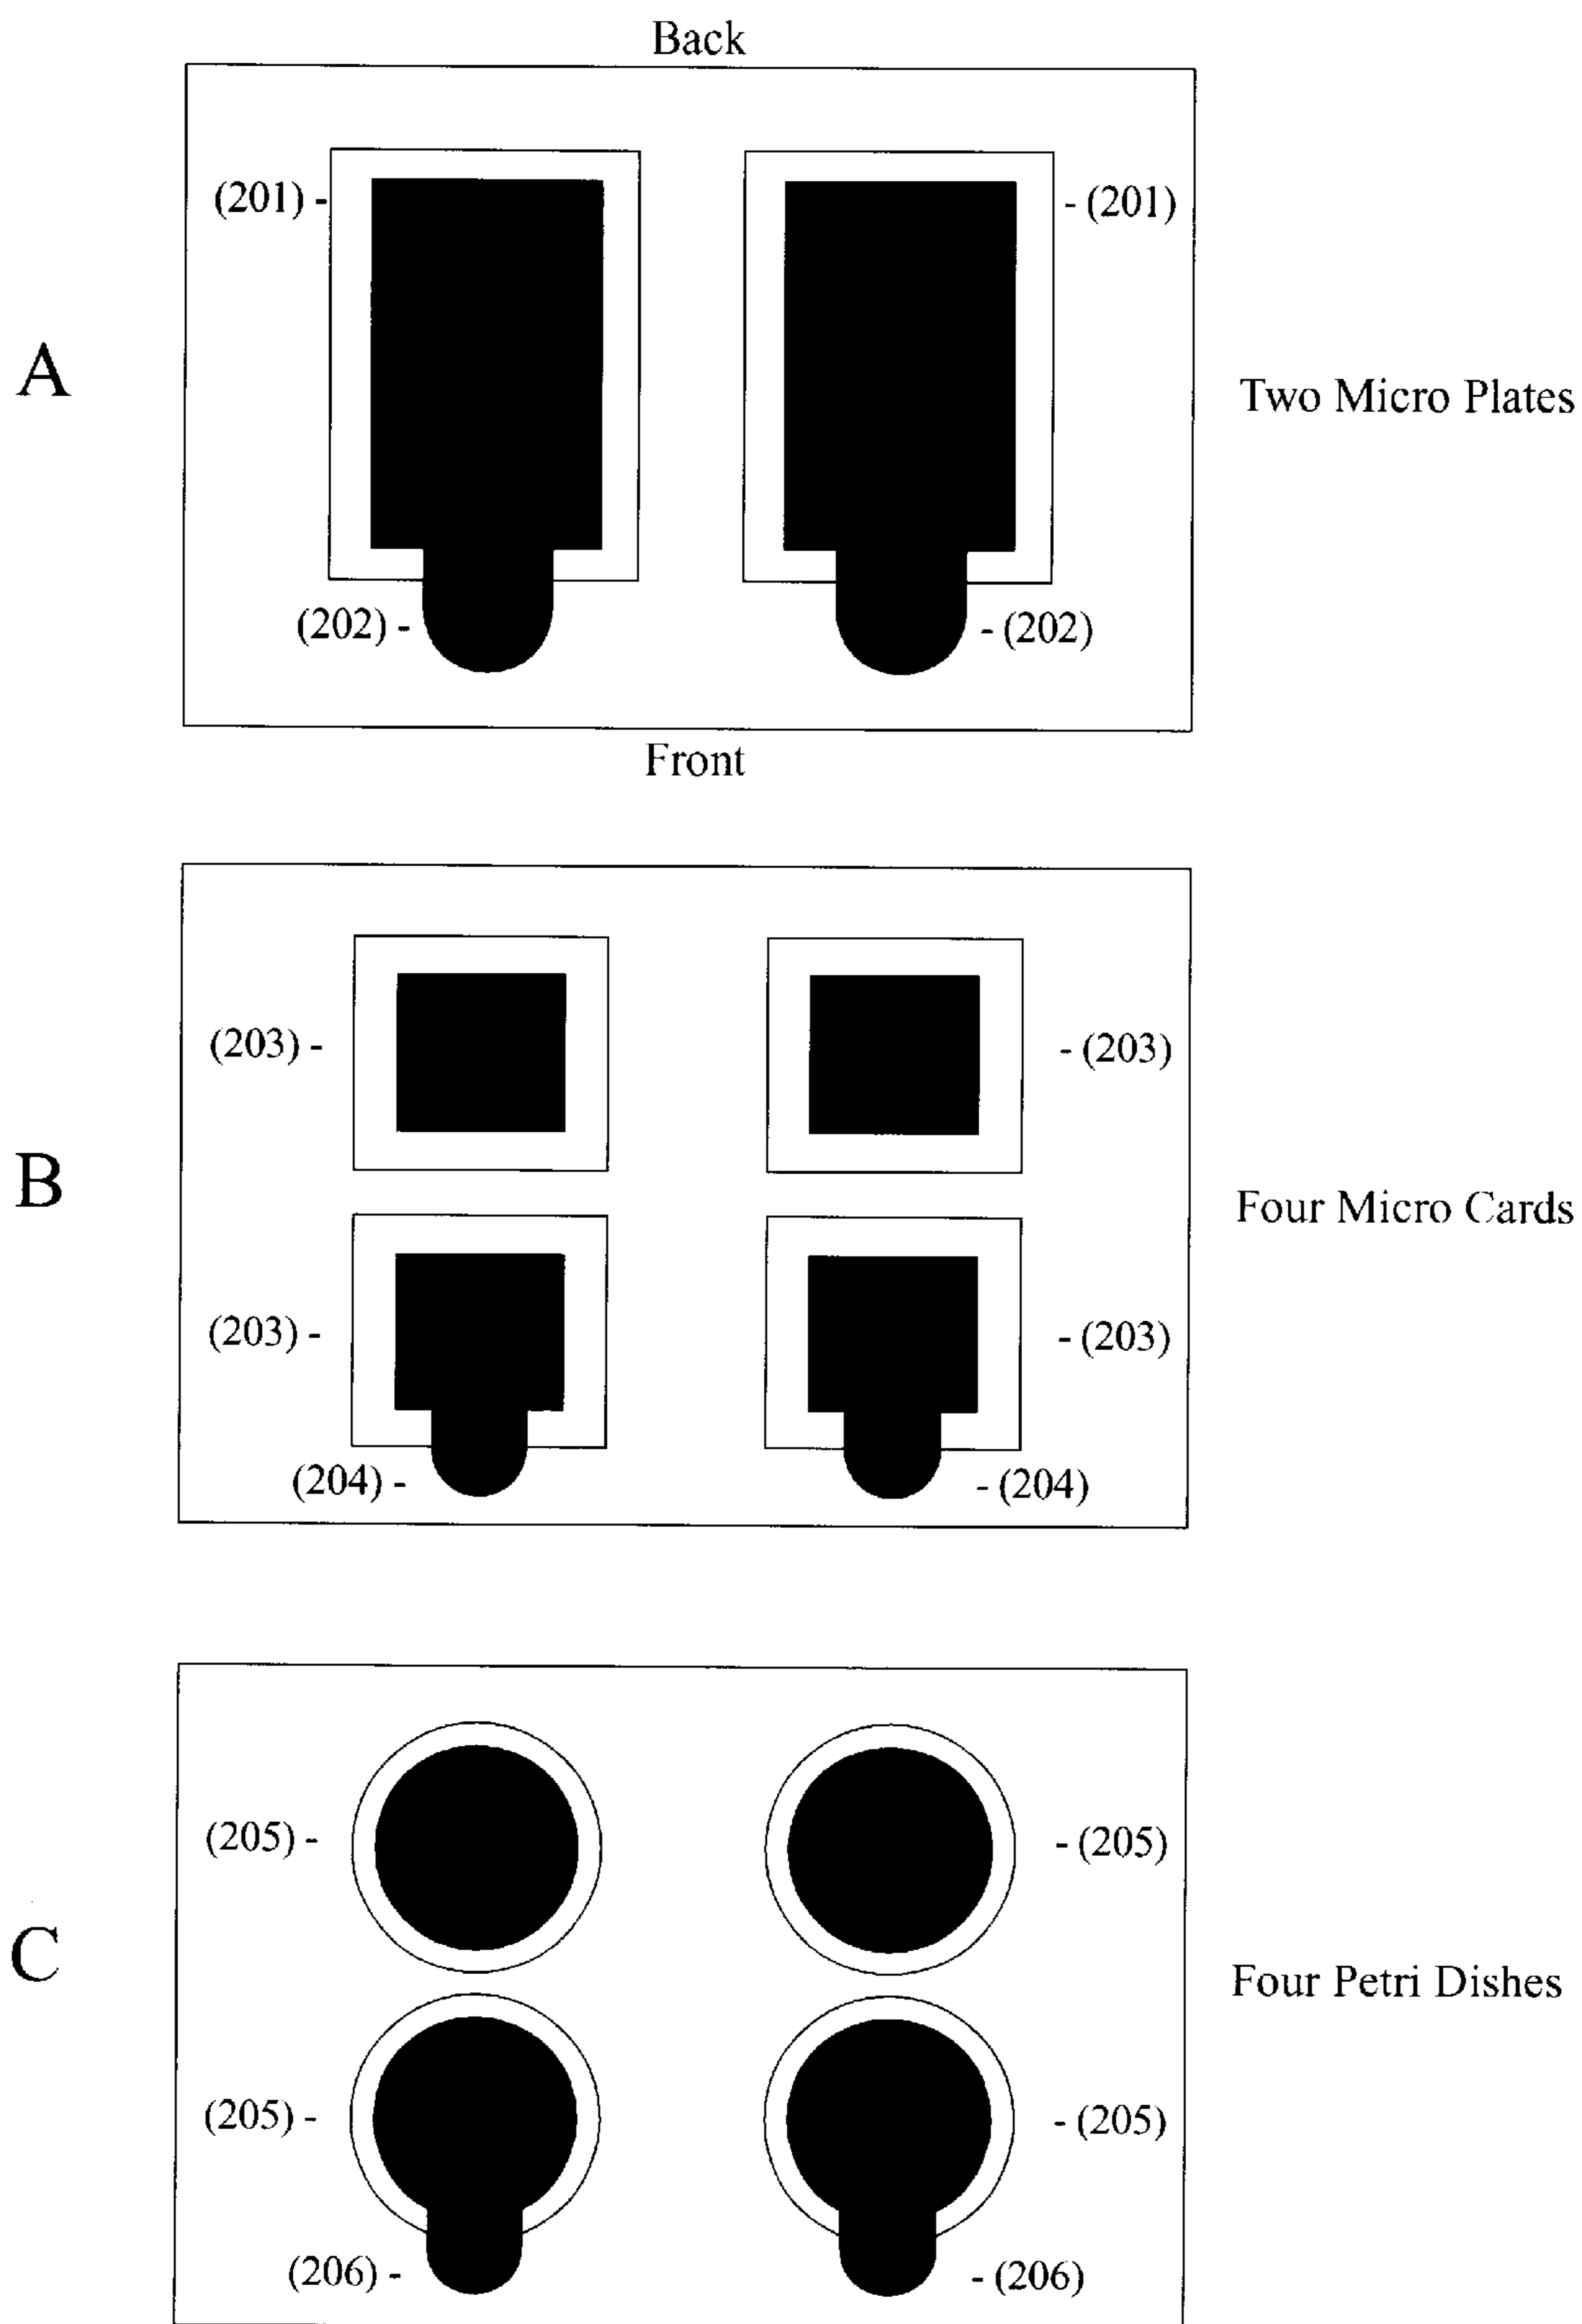 Back
(201) - - (201)
A
Two Micro Plates
(202) - - (202)
Front
(203) - - (203)
B
Four Micro Cards
(203) - - (203)
(204) - - (204)
(205) - - (205)
C
Four Petri Dishes
(205) - - (205)
(206) - - (206)